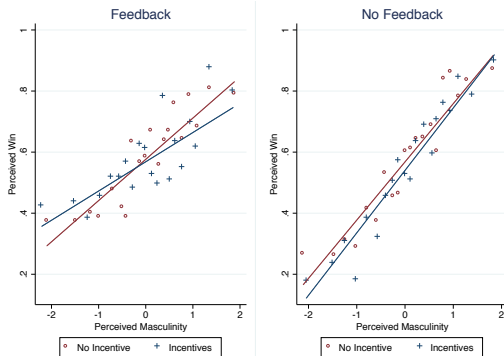 Feedback
No Feedback
1
.8
.6
.4
.2
Perceived Win
-2
-1
0
1
2
Perceived Masculinity
No Incentive
Incentives
1
.8
.6
.4
.2
Perceived Win
-2
-1
0
1
2
Perceived Masculinity
No Incentive
Incentives